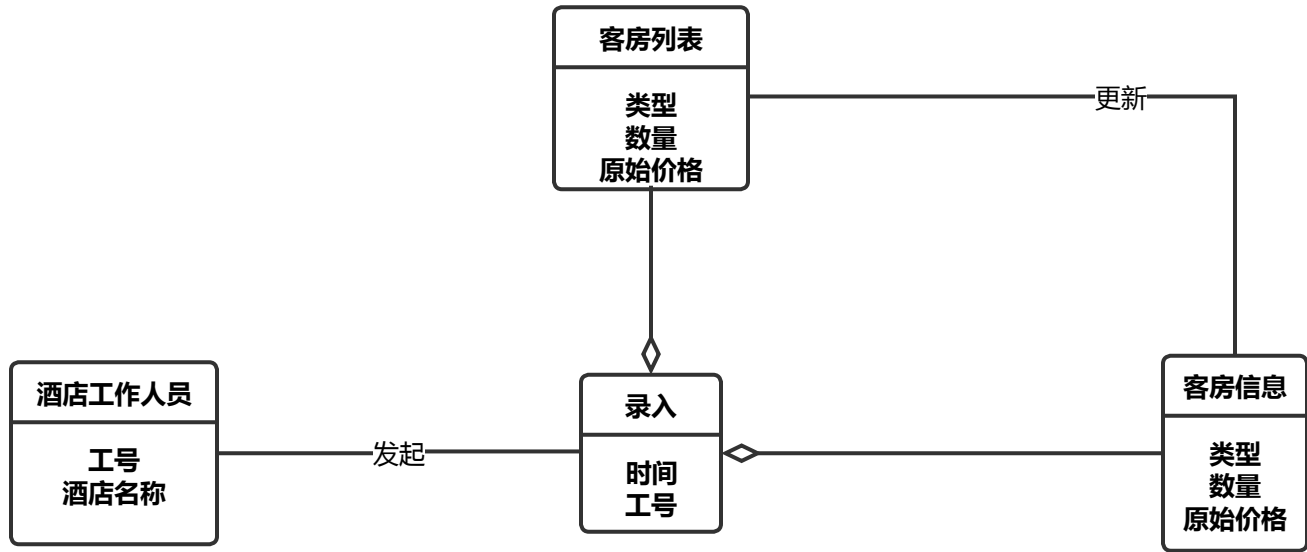 客房列表
类型
数量
原始价格
更新
酒店工作人员
工号
酒店名称
发起
录入
时间
工号
客房信息
类型
数量
原始价格